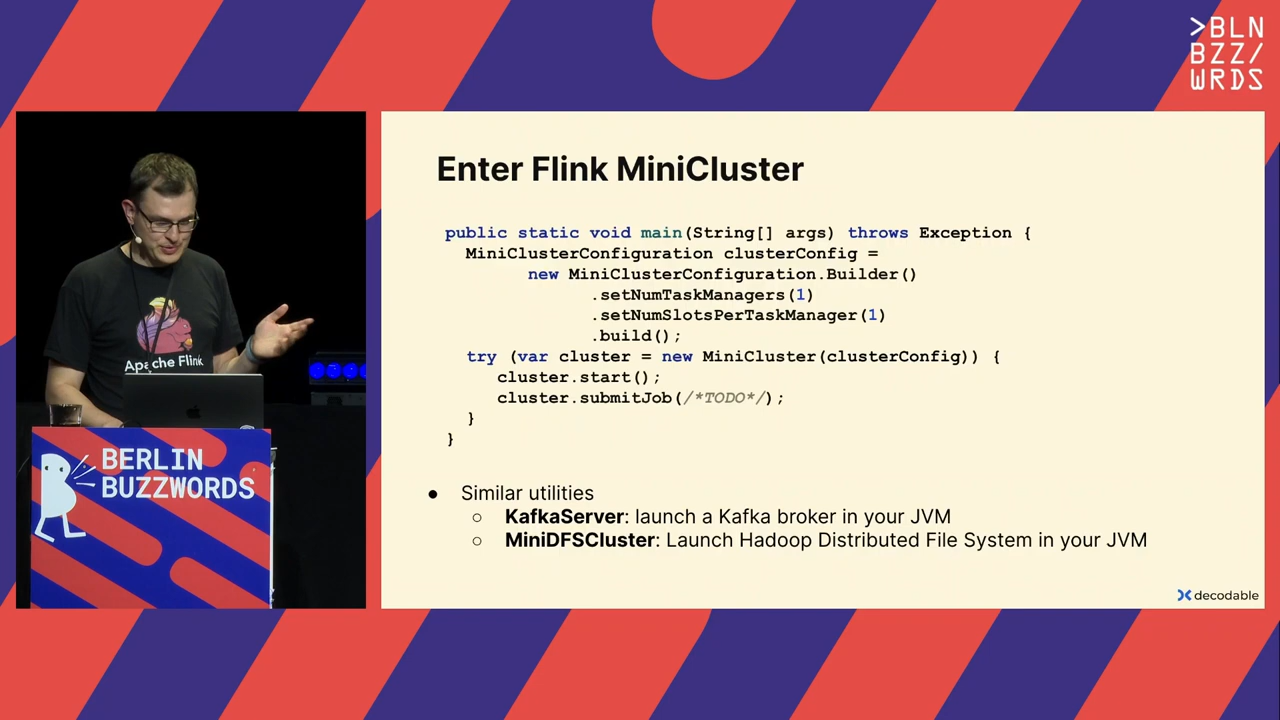 >BLN
BZZ/
WRDS
Enter Flink MiniCluster
public static void main(String[] args) throws Exception {
MiniClusterConfiguration clusterConfig =
new MiniClusterConfiguration.Builder()
.setNumTaskManagers(1)
.setNumSlotsPerTaskManager(1)
.build();
try (var cluster = new MiniCluster(clusterConfig)) {
cluster.start();
cluster.submitJob(/*TODO*/);
}
}
● Similar utilities
○ KafkaServer: launch a Kafka broker in your JVM
○ MiniDFSCluster: Launch Hadoop Distributed File System in your JVM
decodable
Apache Flink
BERLIN
BUZZWORDS